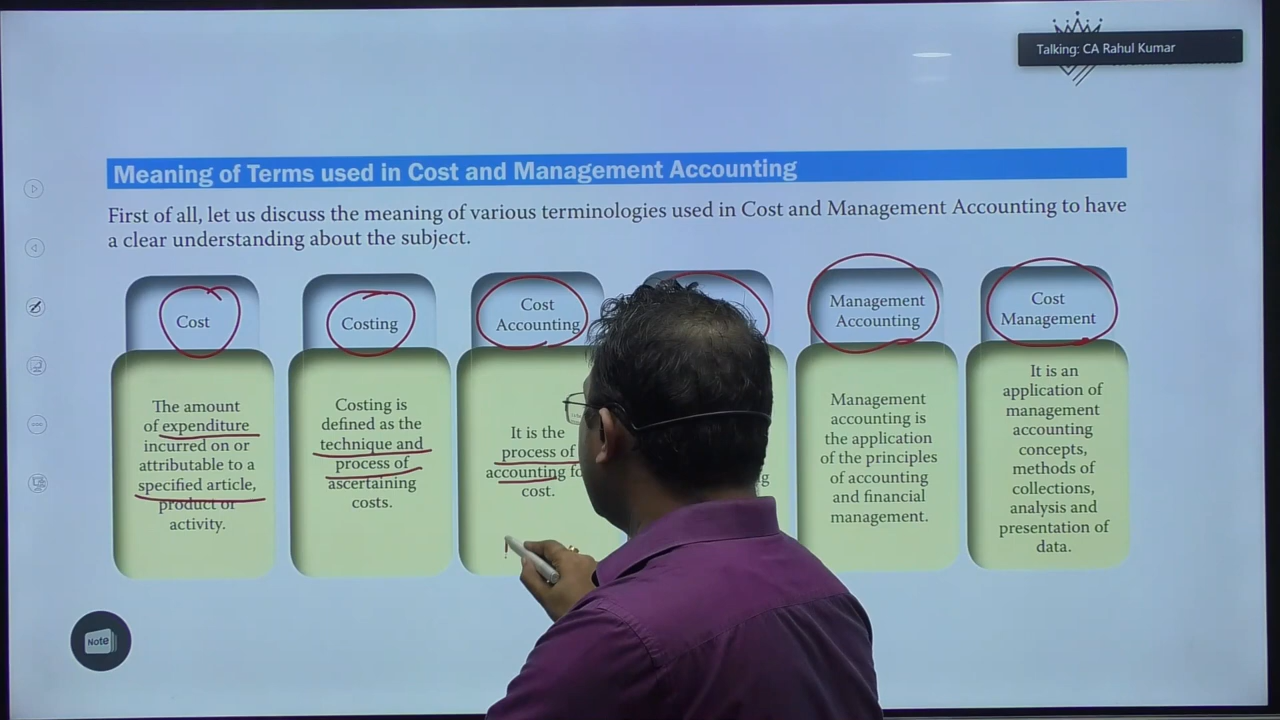 Talking: CA Rahul Kumar
Meaning of Terms used in Cost and Management Accounting
First of all, let us discuss the meaning of various terminologies used in Cost and Management Accounting to have
a clear understanding about the subject.
Cost
The amount
of expenditure
incurred on or
attributable to a
specified article,
product or
activity.
Costing
Costing is
defined as the
technique and
process of
ascertaining
costs.
Cost
Accounting
It is the
process of
accounting
cost.
Management
Accounting
Management
accounting is
the application
of the principles
of accounting
and financial
management.
Cost
Management
It is an
application of
management
accounting
concepts,
methods of
collections,
analysis and
presentation of
data.
Note